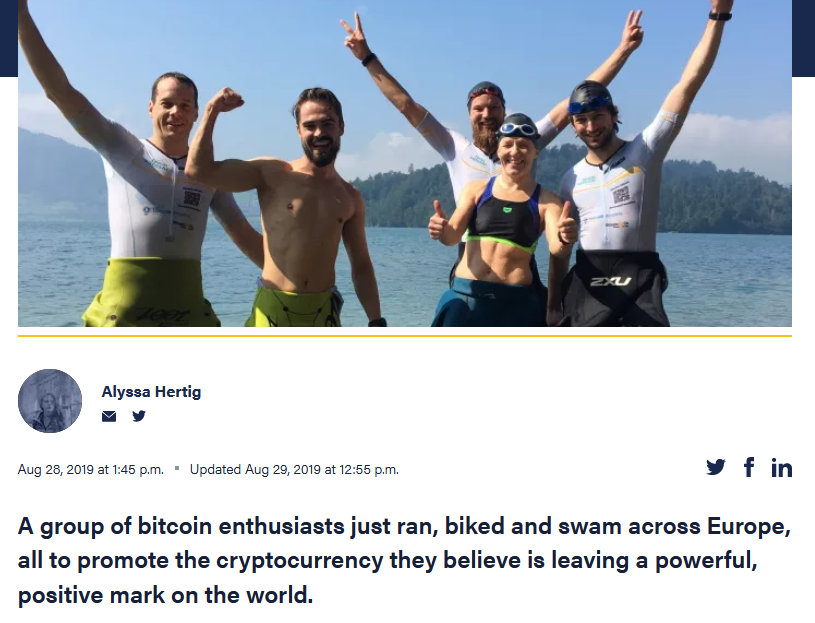 2XU
Alyssa Hertig
Aug 28, 2019 at 1:45 p.m. ▪ Updated Aug 29, 2019 at 12:55 p.m.
A group of bitcoin enthusiasts just ran, biked and swam across Europe,
all to promote the cryptocurrency they believe is leaving a powerful,
positive mark on the world.